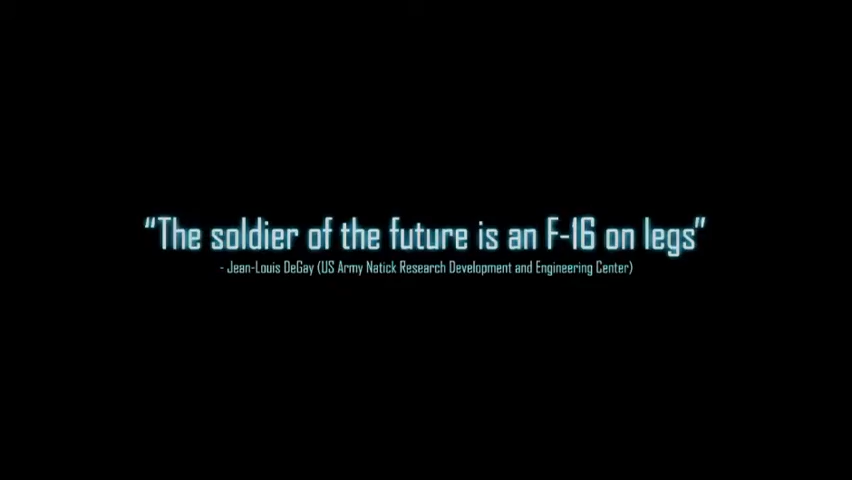 “The soldier of the future is an F-16 on legs”
- Jean-Louis DeGay (US Army Natick Research Development and Engineering Center)